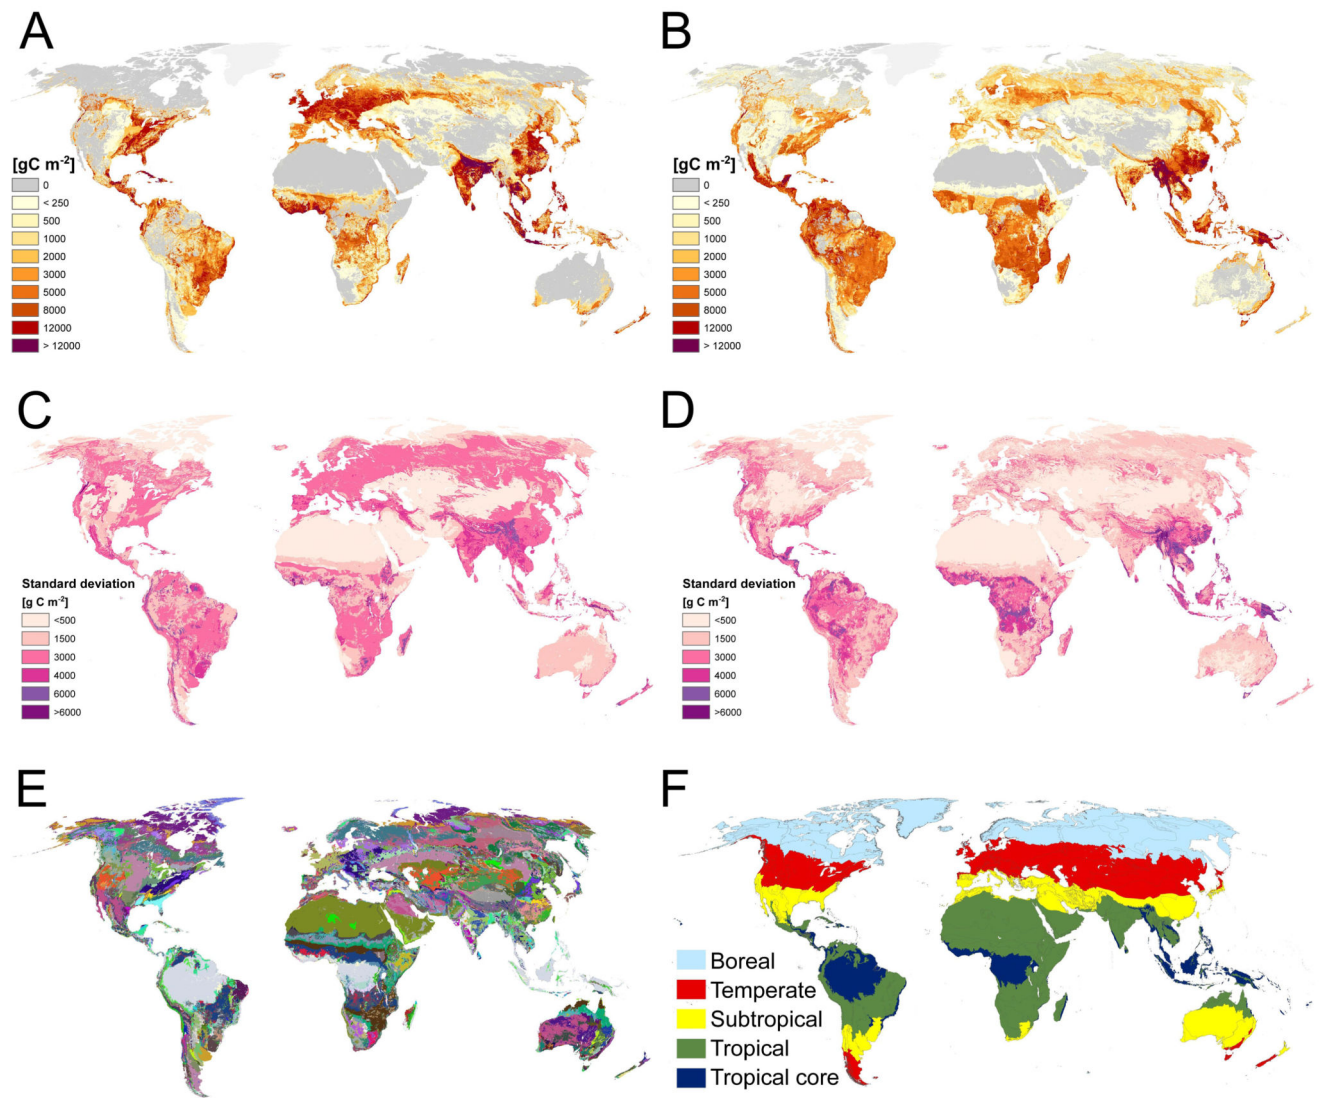 A
B
[gC m⁻²]
0
< 250
500
1000
2000
3000
5000
8000
12000
> 12000
[gC m⁻²]
0
< 250
500
1000
2000
3000
5000
8000
12000
> 12000
C
D
Standard deviation
[g C m⁻²]
<500
1500
3000
4000
6000
>6000
Standard deviation
[g C m⁻²]
<500
1500
3000
4000
6000
>6000
E
F
Boreal
Temperate
Subtropical
Tropical
Tropical core